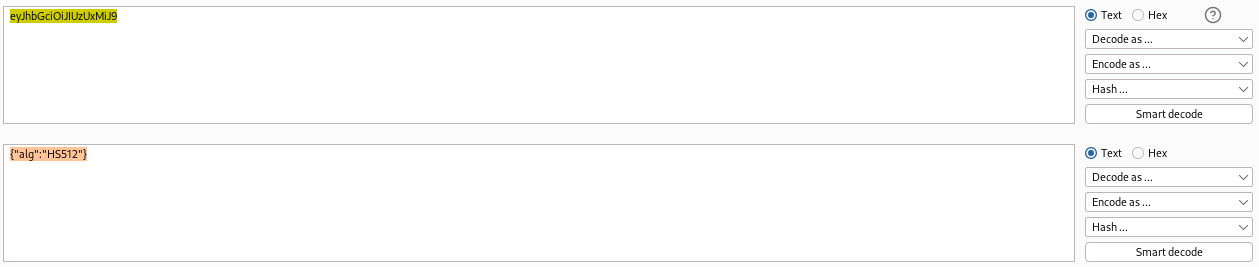 eyJhbGciOiJIUzUxMiJ9
Text Hex ?
Decode as ...
Encode as ...
Hash ...
Smart decode
{"alg":"HS512"}
Text Hex
Decode as ...
Encode as ...
Hash ...
Smart decode